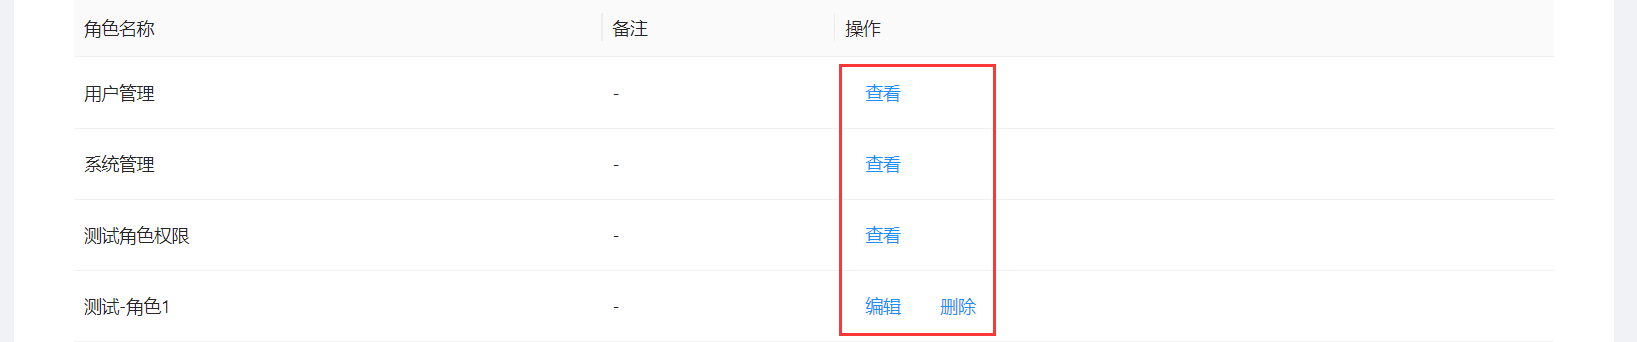 角色名称 备注 操作
用户管理 - 查看
系统管理 - 查看
测试角色权限 - 查看
测试-角色1 - 编辑 删除